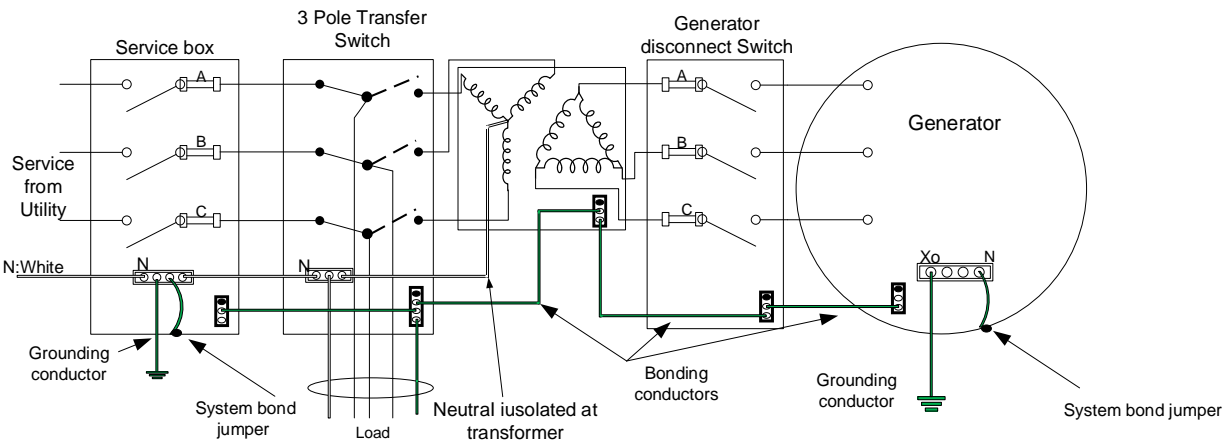 3 Pole Transfer
Switch
Service box
Generator
disconnect Switch
A
B
C
A
B
C
Generator
Service
from
Utility
N:White
N
N
Xo
N
Grounding
conductor
System bond
jumper
Load
Neutral iusolated at
transformer
Bonding
conductors
Grounding
conductor
System bond jumper